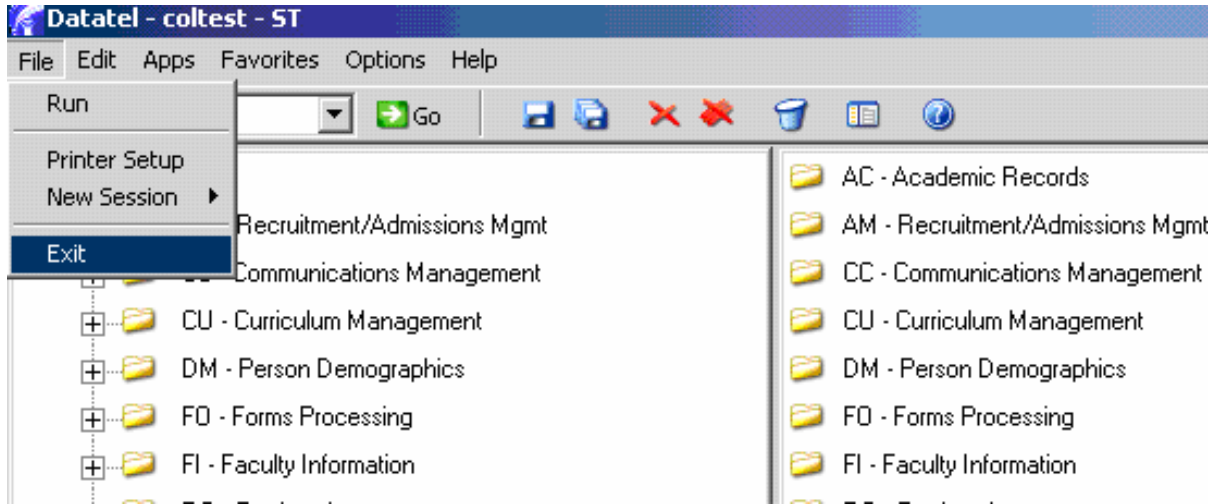 Datatel - coltest - ST
File Edit Apps Favorites Options Help
Run
Go
Printer Setup
New Session
Exit
Recruitment/Admissions Mgmt
Communications Management
CU - Curriculum Management
DM - Person Demographics
FO - Forms Processing
FI - Faculty Information
AC - Academic Records
AM - Recruitment/Admissions Mgmt
CC - Communications Management
CU - Curriculum Management
DM - Person Demographics
FO - Forms Processing
FI - Faculty Information